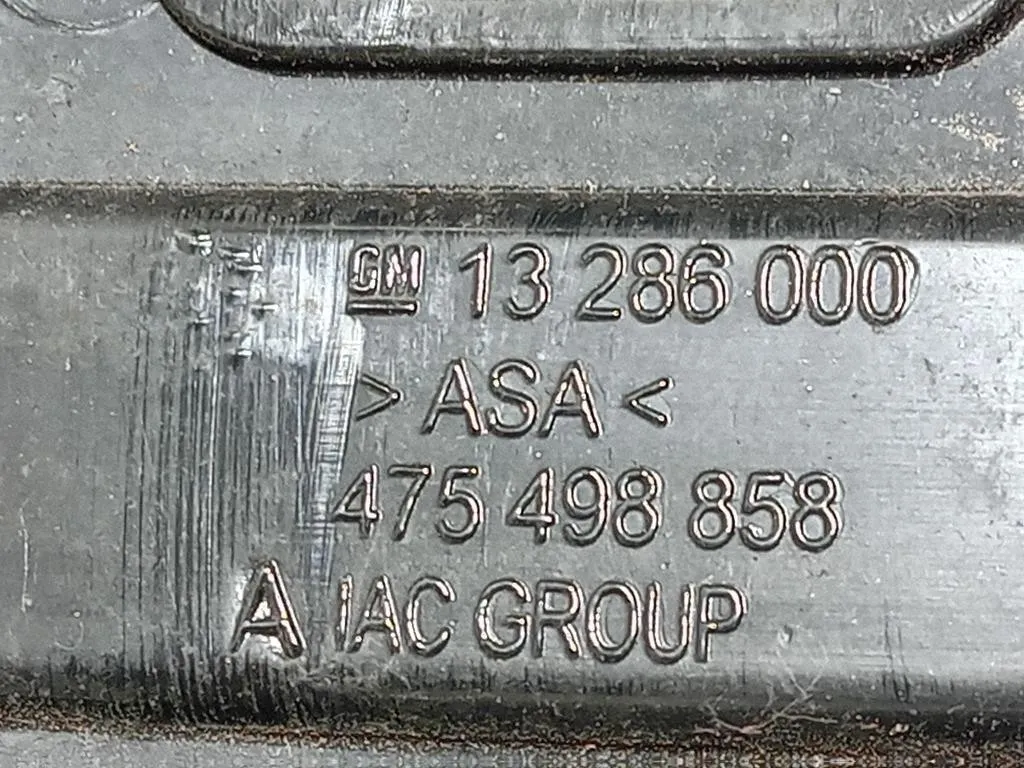 GM 13 286 000
>ASA<
475 498 858
A IAC GROUP